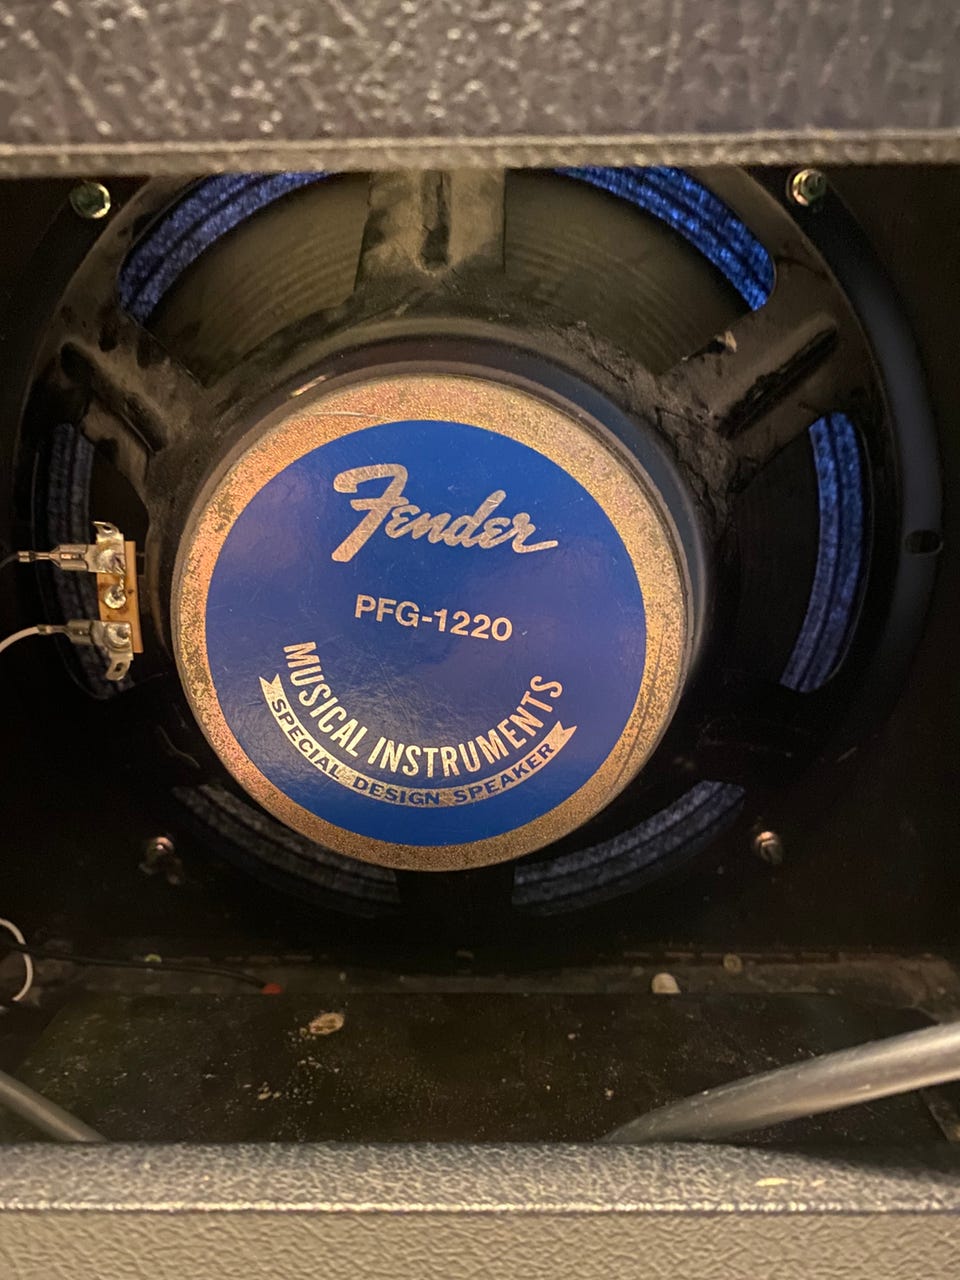 Fender
PFG-1220
MUSICAL INSTRUMENTS
SPECIAL DESIGN SPEAKER